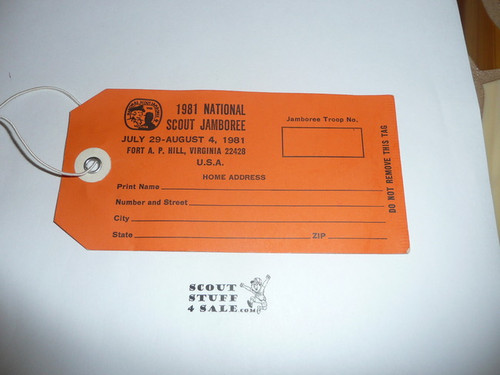 1981 NATIONAL
SCOUT JAMBOREE
JULY 29-AUGUST 4, 1981
FORT A. P. HILL, VIRGINIA 22428
U.S.A.
Jamboree Troop No.
HOME ADDRESS
Print Name
Number and Street
City
State ZIP
DO NOT REMOVE THIS TAG
SCOUT
STUFF
4 SALE.com